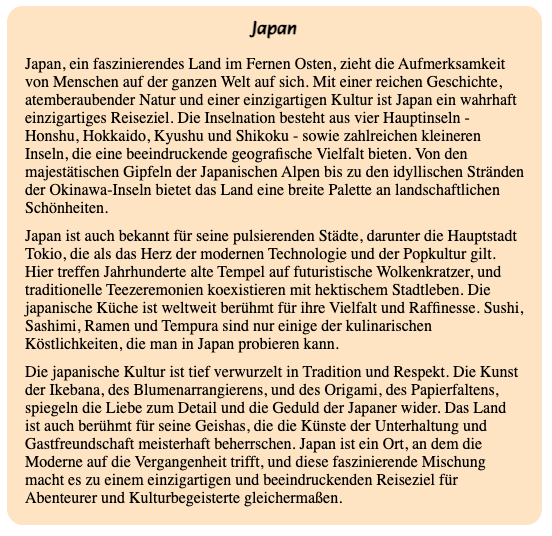 Japan
Japan, ein faszinierendes Land im Fernen Osten, zieht die Aufmerksamkeit
von Menschen auf der ganzen Welt auf sich. Mit einer reichen Geschichte,
atemberaubender Natur und einer einzigartigen Kultur ist Japan ein wahrhaft
einzigartiges Reiseziel. Die Inselnation besteht aus vier Hauptinseln -
Honshu, Hokkaido, Kyushu und Shikoku - sowie zahlreichen kleineren
Inseln, die eine beeindruckende geografische Vielfalt bieten. Von den
majestätischen Gipfeln der Japanischen Alpen bis zu den idyllischen Stränden
der Okinawa-Inseln bietet das Land eine breite Palette an landschaftlichen
Schönheiten.
Japan ist auch bekannt für seine pulsierenden Städte, darunter die Hauptstadt
Tokio, die als das Herz der modernen Technologie und der Popkultur gilt.
Hier treffen Jahrhunderte alte Tempel auf futuristische Wolkenkratzer, und
traditionelle Teezeremonien koexistieren mit hektischem Stadtleben. Die
japanische Küche ist weltweit berühmt für ihre Vielfalt und Raffinesse. Sushi,
Sashimi, Ramen und Tempura sind nur einige der kulinarischen
Köstlichkeiten, die man in Japan probieren kann.
Die japanische Kultur ist tief verwurzelt in Tradition und Respekt. Die Kunst
der Ikebana, des Blumenarrangierens, und des Origami, des Papierfaltens,
spiegeln die Liebe zum Detail und die Geduld der Japaner wider. Das Land
ist auch berühmt für seine Geishas, die die Künste der Unterhaltung und
Gastfreundschaft meisterhaft beherrschen. Japan ist ein Ort, an dem die
Moderne auf die Vergangenheit trifft, und diese faszinierende Mischung
macht es zu einem einzigartigen und beeindruckenden Reiseziel für
Abenteurer und Kulturbegeisterte gleichermaßen.